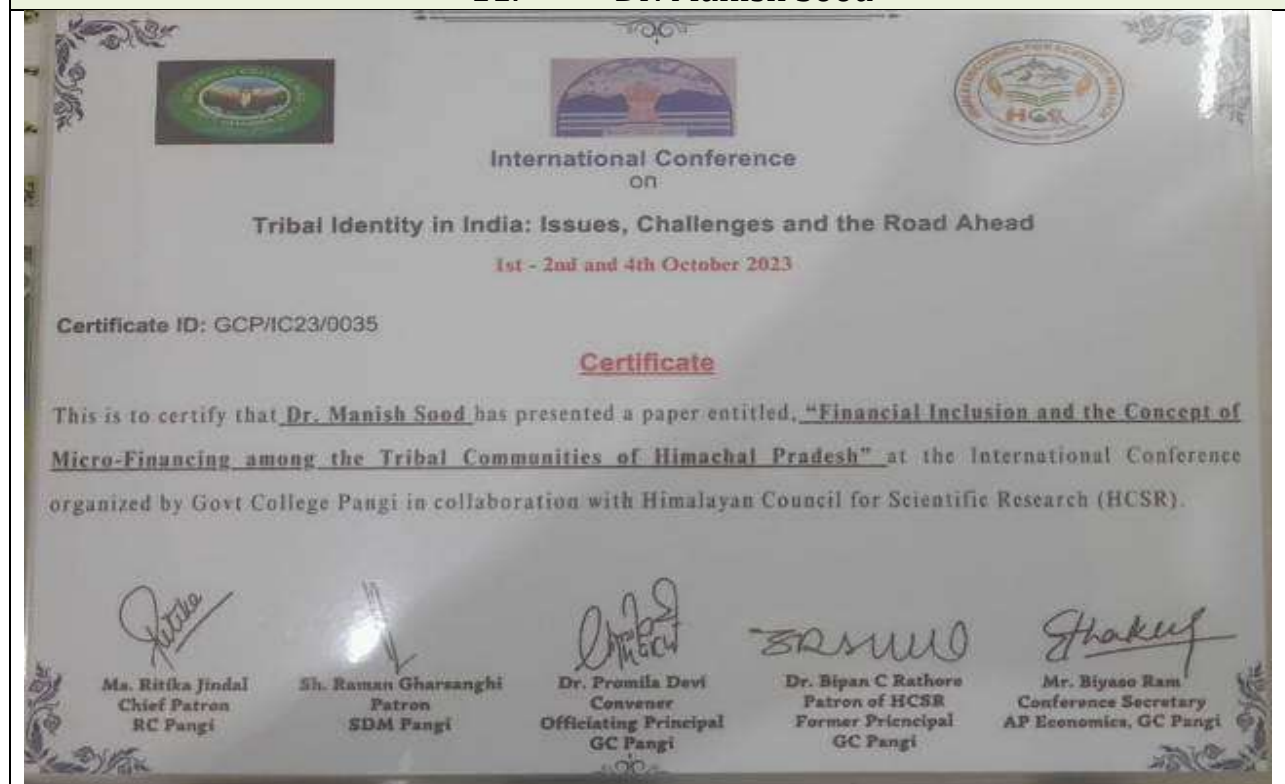 Dr. Manish Sood
HCSR
International Conference
on
Tribal Identity in India: Issues, Challenges and the Road Ahead
1st - 2nd and 4th October 2023
Certificate ID: GCP/IC23/0035
Certificate
This is to certify that Dr. Manish Sood has presented a paper entitled, “Financial Inclusion and the Concept of
Micro-Financing among the Tribal Communities of Himachal Pradesh” at the International Conference
organized by Govt College Pangi in collaboration with Himalayan Council for Scientific Research (HCSR).
Ritika
Sthakur
Ms. Ritika Jindal
Chief Patron
RC Pangi
Sh. Raman Gharsanghi
Patron
SDM Pangi
Dr. Promila Devi
Convener
Officiating Principal
GC Pangi
Dr. Bipan C Rathore
Patron of HCSR
Former Priencipal
GC Pangi
Mr. Biyaso Ram
Conference Secretary
AP Economics, GC Pangi